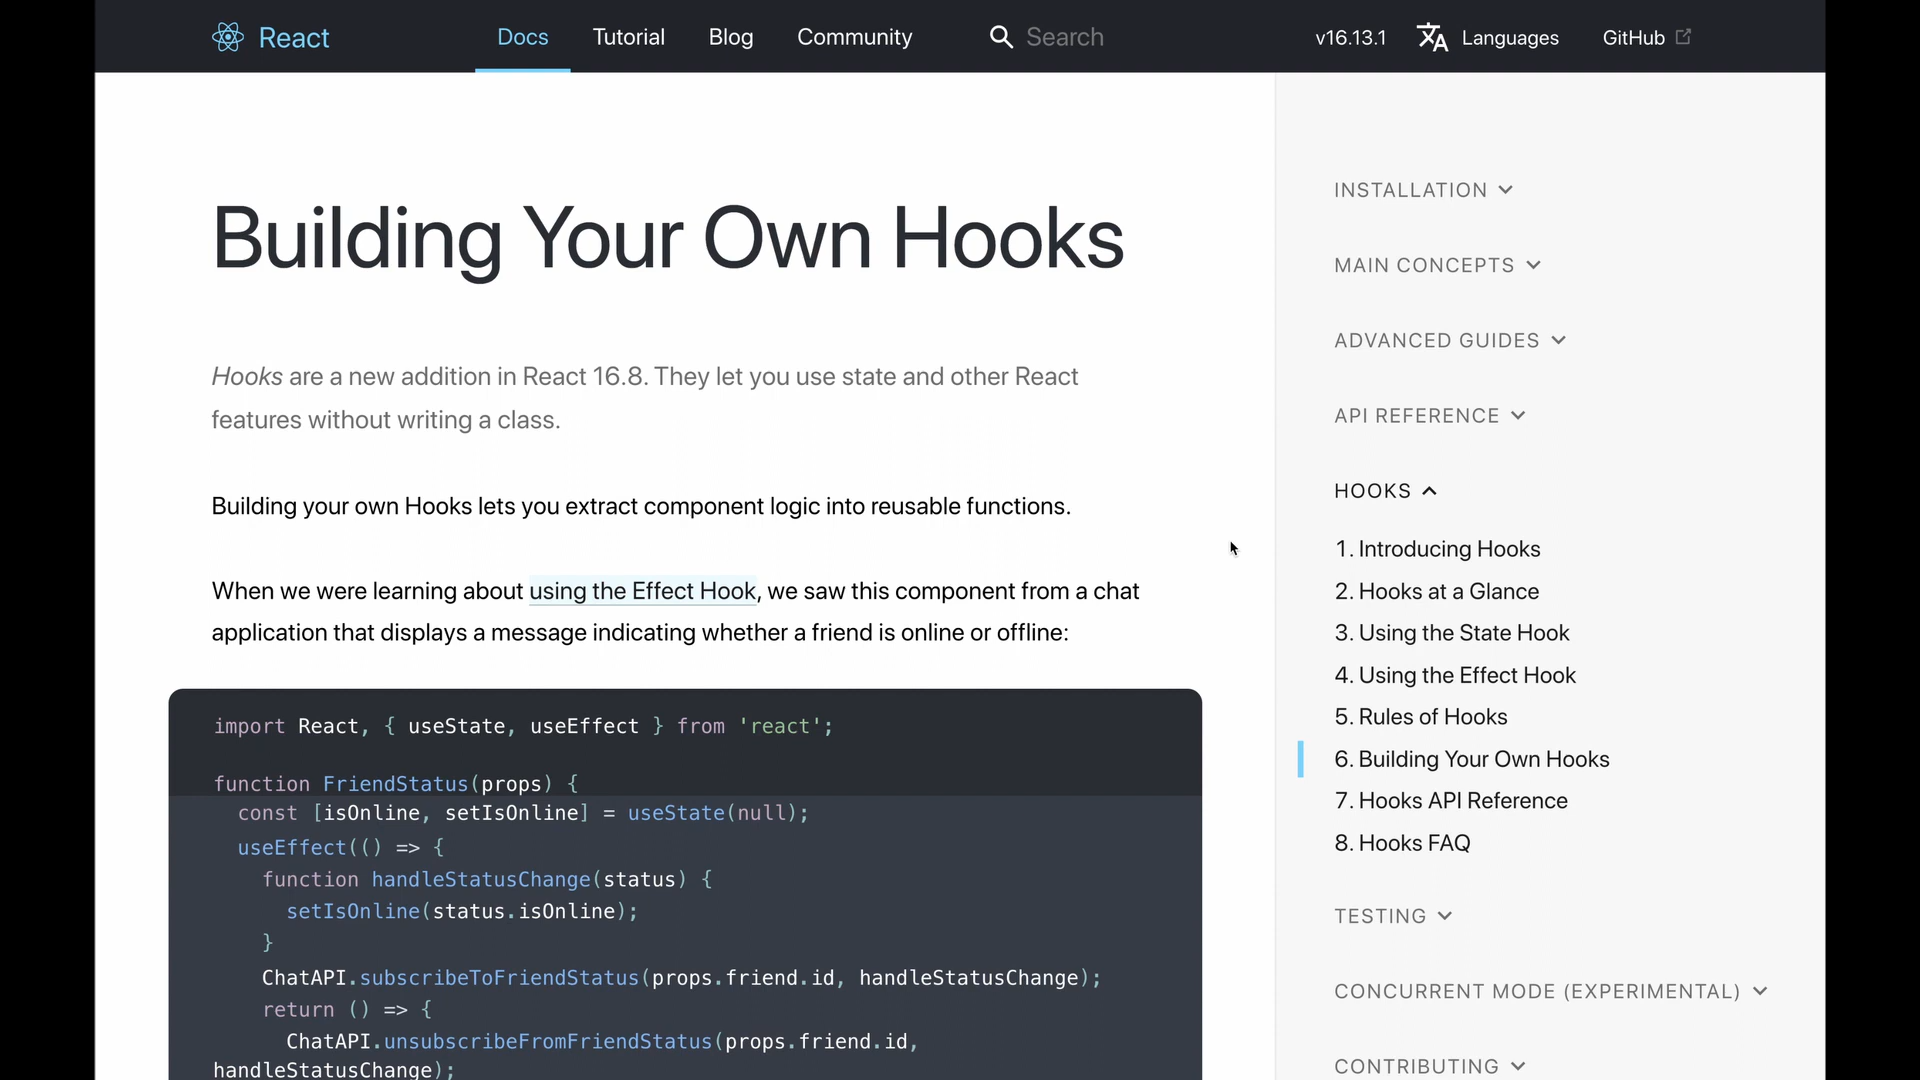 React
Docs
Tutorial
Blog
Community
Search
v16.13.1
Languages
GitHub
Building Your Own Hooks
Hooks are a new addition in React 16.8. They let you use state and other React
features without writing a class.
Building your own Hooks lets you extract component logic into reusable functions.
When we were learning about using the Effect Hook, we saw this component from a chat
application that displays a message indicating whether a friend is online or offline:
import React, { useState, useEffect } from 'react';
function FriendStatus(props) {
const [isOnline, setIsOnline] = useState(null);
useEffect(() => {
function handleStatusChange(status) {
setIsOnline(status.isOnline);
}
ChatAPI.subscribeToFriendStatus(props.friend.id, handleStatusChange);
return () => {
ChatAPI.unsubscribeFromFriendStatus(props.friend.id,
handleStatusChange);
INSTALLATION
MAIN CONCEPTS
ADVANCED GUIDES
API REFERENCE
HOOKS
1. Introducing Hooks
2. Hooks at a Glance
3. Using the State Hook
4. Using the Effect Hook
5. Rules of Hooks
6. Building Your Own Hooks
7. Hooks API Reference
8. Hooks FAQ
TESTING
CONCURRENT MODE (EXPERIMENTAL)
CONTRIBUTING